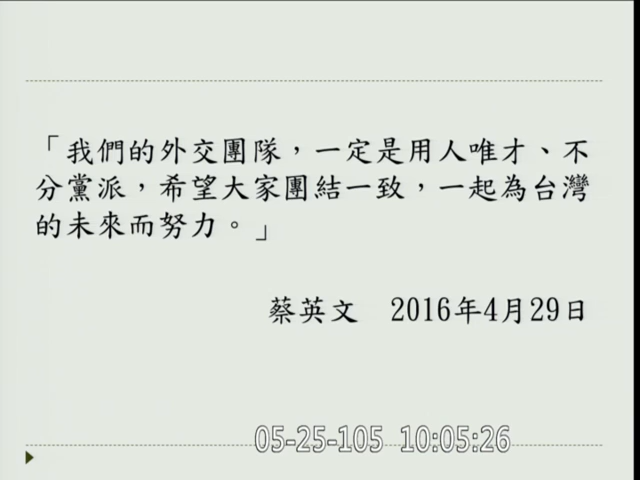 「我們的外交團隊，一定是用人唯才、不
分黨派，希望大家團結一致，一起為台灣
的未來而努力。」
蔡英文　2016年4月29日
05-25-105 10:05:26